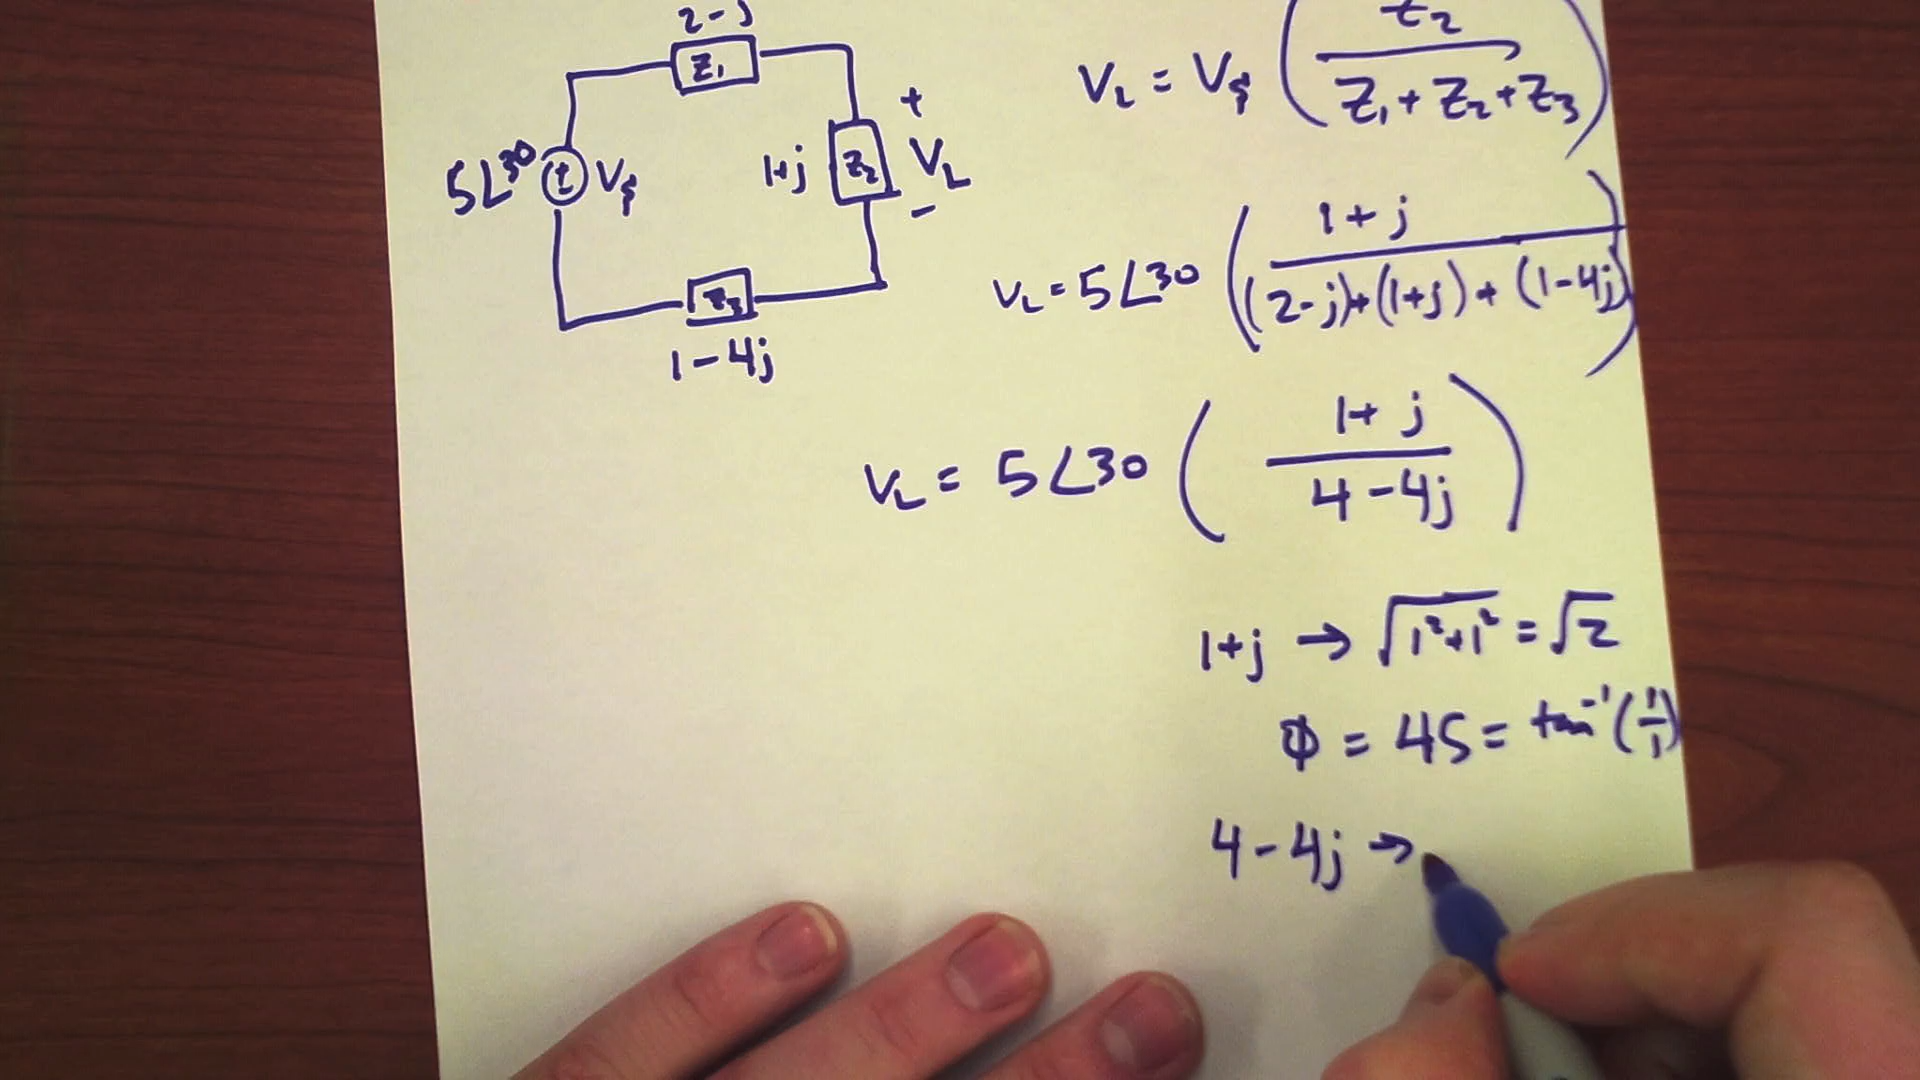 2-j
Z1
5∠30 ± Vs
1+j Z2
+
VL
-
Z3
1-4j
VL = Vs (Z2 / (Z1+Z2+Z3))
VL = 5∠30 ((1+j) / ((2-j)+(1+j)+(1-4j)))
VL = 5∠30 ((1+j) / (4-4j))
1+j → √(1²+1²) = √2
Φ = 45 = tan⁻¹(1/1)
4-4j →